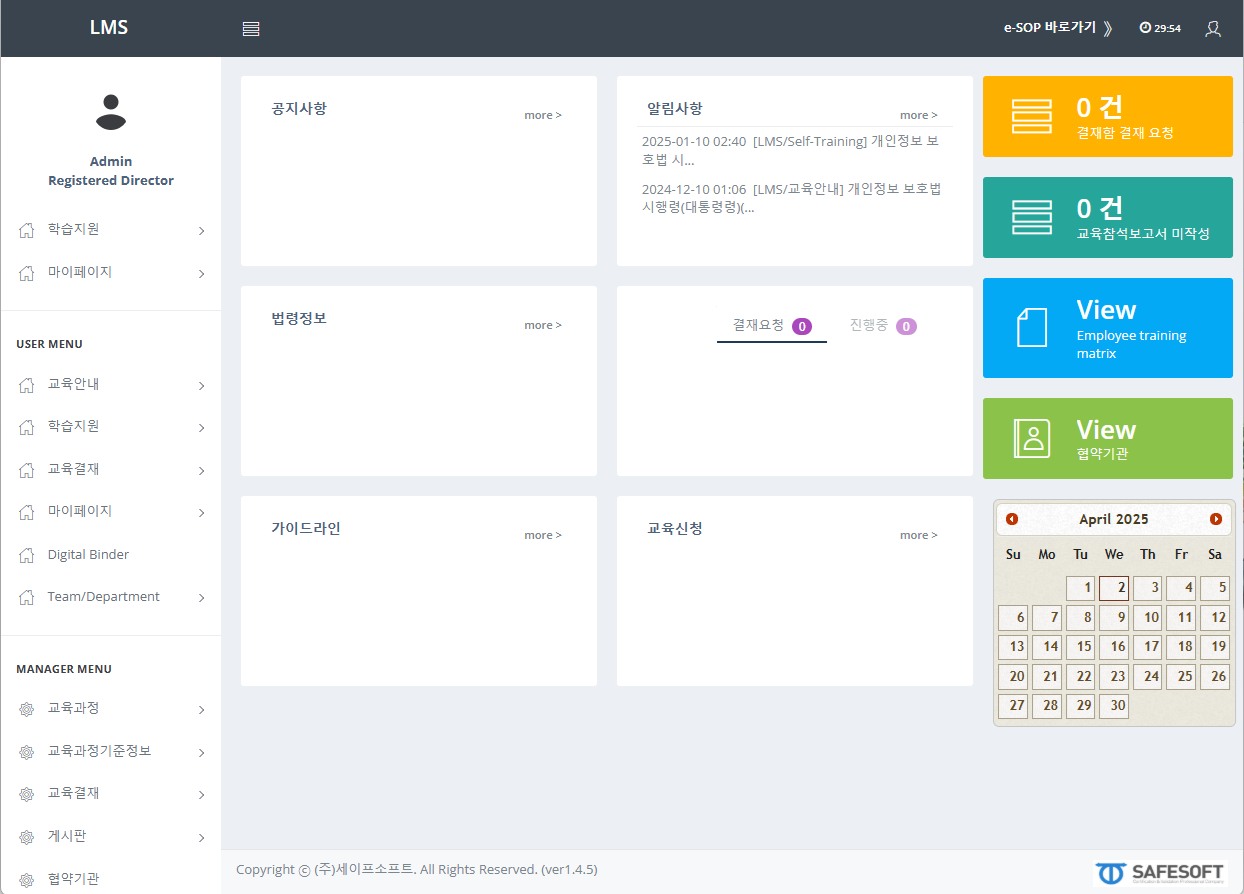 LMS
e-SOP 바로가기 》
29:54
Admin
Registered Director
학습지원
마이페이지
USER MENU
교육안내
학습지원
교육결재
마이페이지
Digital Binder
Team/Department
MANAGER MENU
교육과정
교육과정기준정보
교육결재
게시판
협약기관
공지사항
more >
알림사항
more >
2025-01-10 02:40 [LMS/Self-Training] 개인정보 보
호법 시...
2024-12-10 01:06 [LMS/교육안내] 개인정보 보호법
시행령(대통령령)(...
법령정보
more >
결재요청 0
진행중 0
가이드라인
more >
교육신청
more >
0 건
결재함 결재 요청
0 건
교육참석보고서 미작성
View
Employee training
matrix
View
협약기관
April 2025
Su Mo Tu We Th Fr Sa
1 2 3 4 5
6 7 8 9 10 11 12
13 14 15 16 17 18 19
20 21 22 23 24 25 26
27 28 29 30
Copyright ⓒ (주)세이프소프트. All Rights Reserved. (ver1.4.5)
SAFESOFT